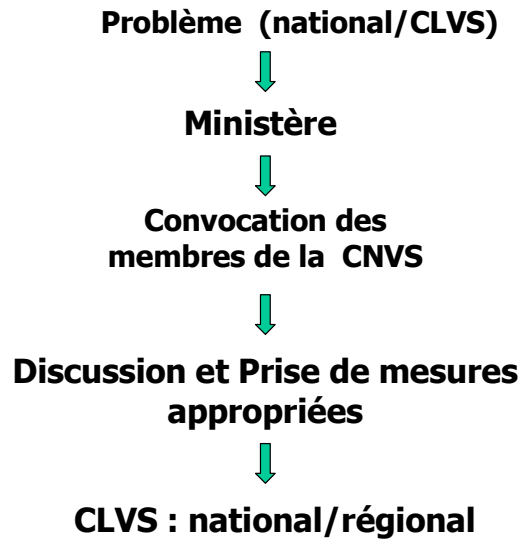 Problème (national/CLVS)
Ministère
Convocation des
membres de la CNVS
Discussion et Prise de mesures
appropriées
CLVS : national/régional